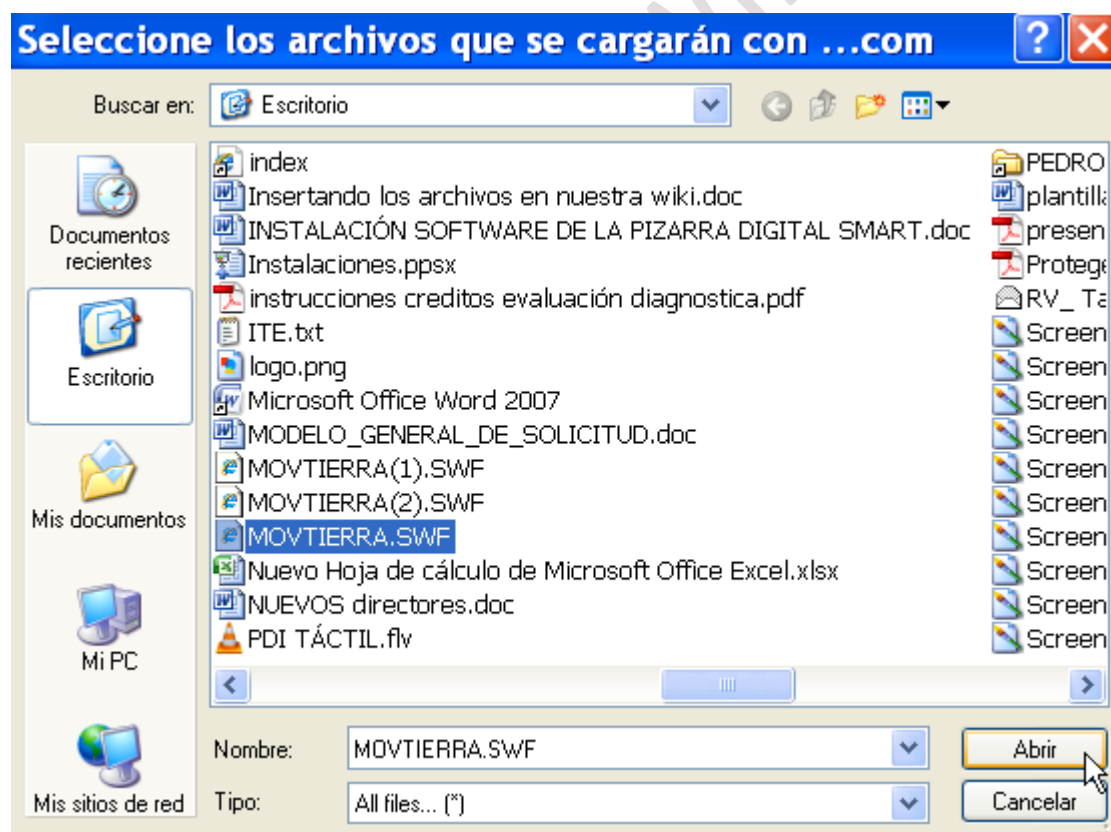 Seleccione los archivos que se cargarán con ...com
Buscar en:
Escritorio
Documentos
recientes
Escritorio
Mis documentos
Mi PC
Mis sitios de red
index
Insertando los archivos en nuestra wiki.doc
INSTALACIÓN SOFTWARE DE LA PIZARRA DIGITAL SMART.doc
Instalaciones.ppsx
instrucciones creditos evaluación diagnostica.pdf
ITE.txt
logo.png
Microsoft Office Word 2007
MODELO_GENERAL_DE_SOLICITUD.doc
MOVTIERRA(1).SWF
MOVTIERRA(2).SWF
MOVTIERRA.SWF
Nuevo Hoja de cálculo de Microsoft Office Excel.xlsx
NUEVOS directores.doc
PDI TÁCTIL.flv
PEDRO
plantill
presen
Protege
RV_ Ta
Screen
Screen
Screen
Screen
Screen
Screen
Screen
Screen
Screen
Screen
Nombre:
MOVTIERRA.SWF
Abrir
Tipo:
All files... (*)
Cancelar